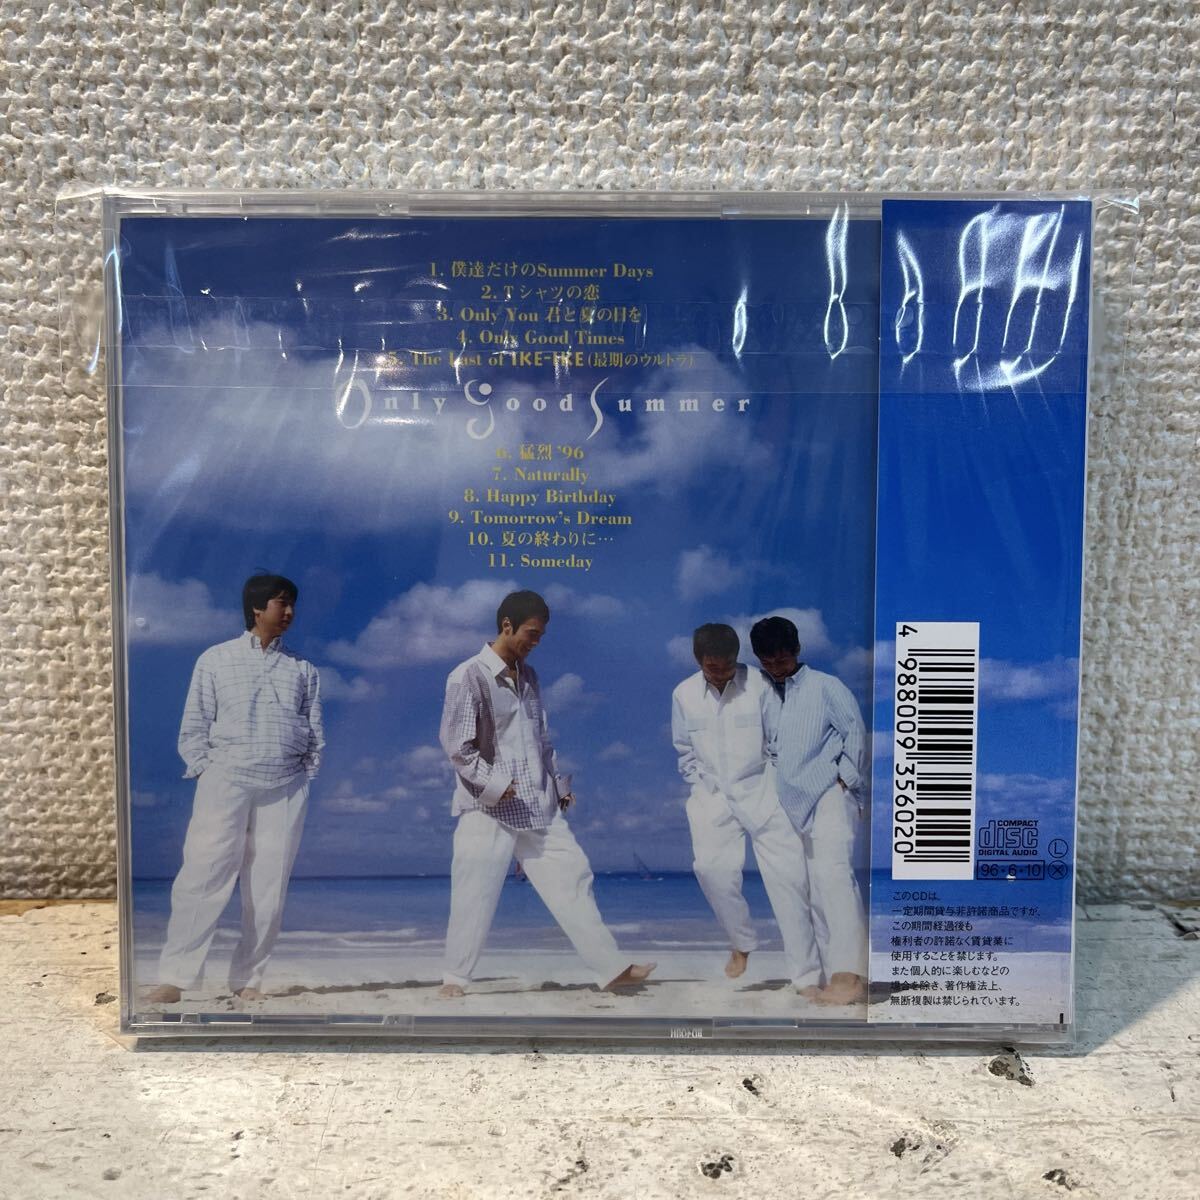 1. 僕達だけのSummer Days
2. Tシャツの恋
3. Only You 君と夏の日を
4. Only Good Times
5. The Last of IKE-IKE (最期のウルトラ)
Only Good Summer
6. 猛烈 '96
7. Naturally
8. Happy Birthday
9. Tomorrow's Dream
10. 夏の終わりに…
11. Someday
4 988009 356020
COMPACT
disc
DIGITAL AUDIO
L
96・6・10
X
このCDは、
一定期間貸与非許諾商品ですが、
この期間経過後も
権利者の許諾なく賃貸業に
使用することを禁じます。
また個人的に楽しむなどの
場合を除き、著作権法上、
無断複製は禁じられています。